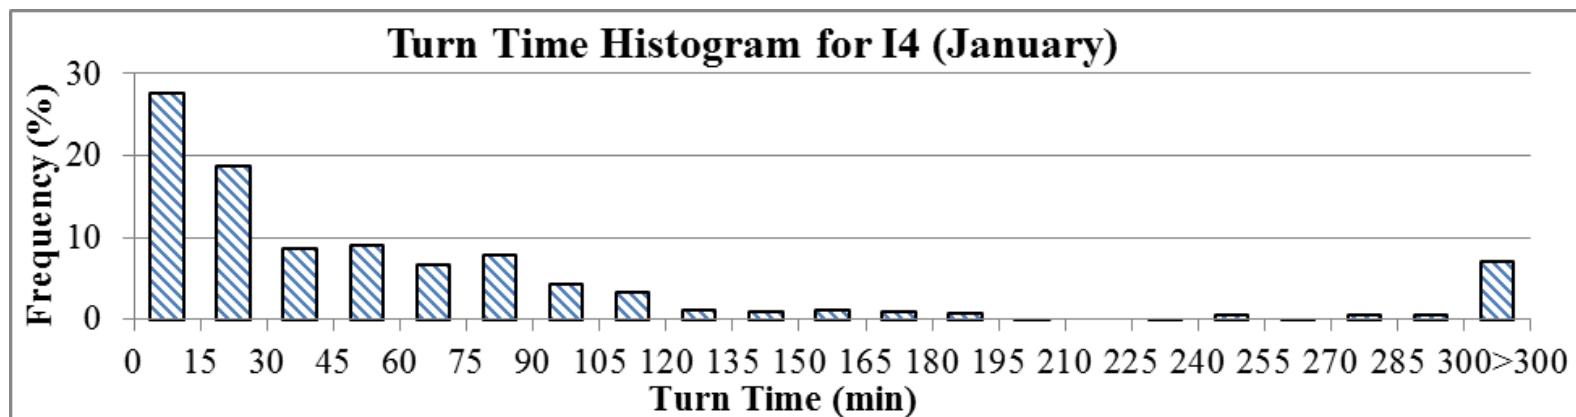 Turn Time Histogram for I4 (January)
Frequency (%)
30
20
10
0
0 15 30 45 60 75 90 105 120 135 150 165 180 195 210 225 240 255 270 285 300>300
Turn Time (min)